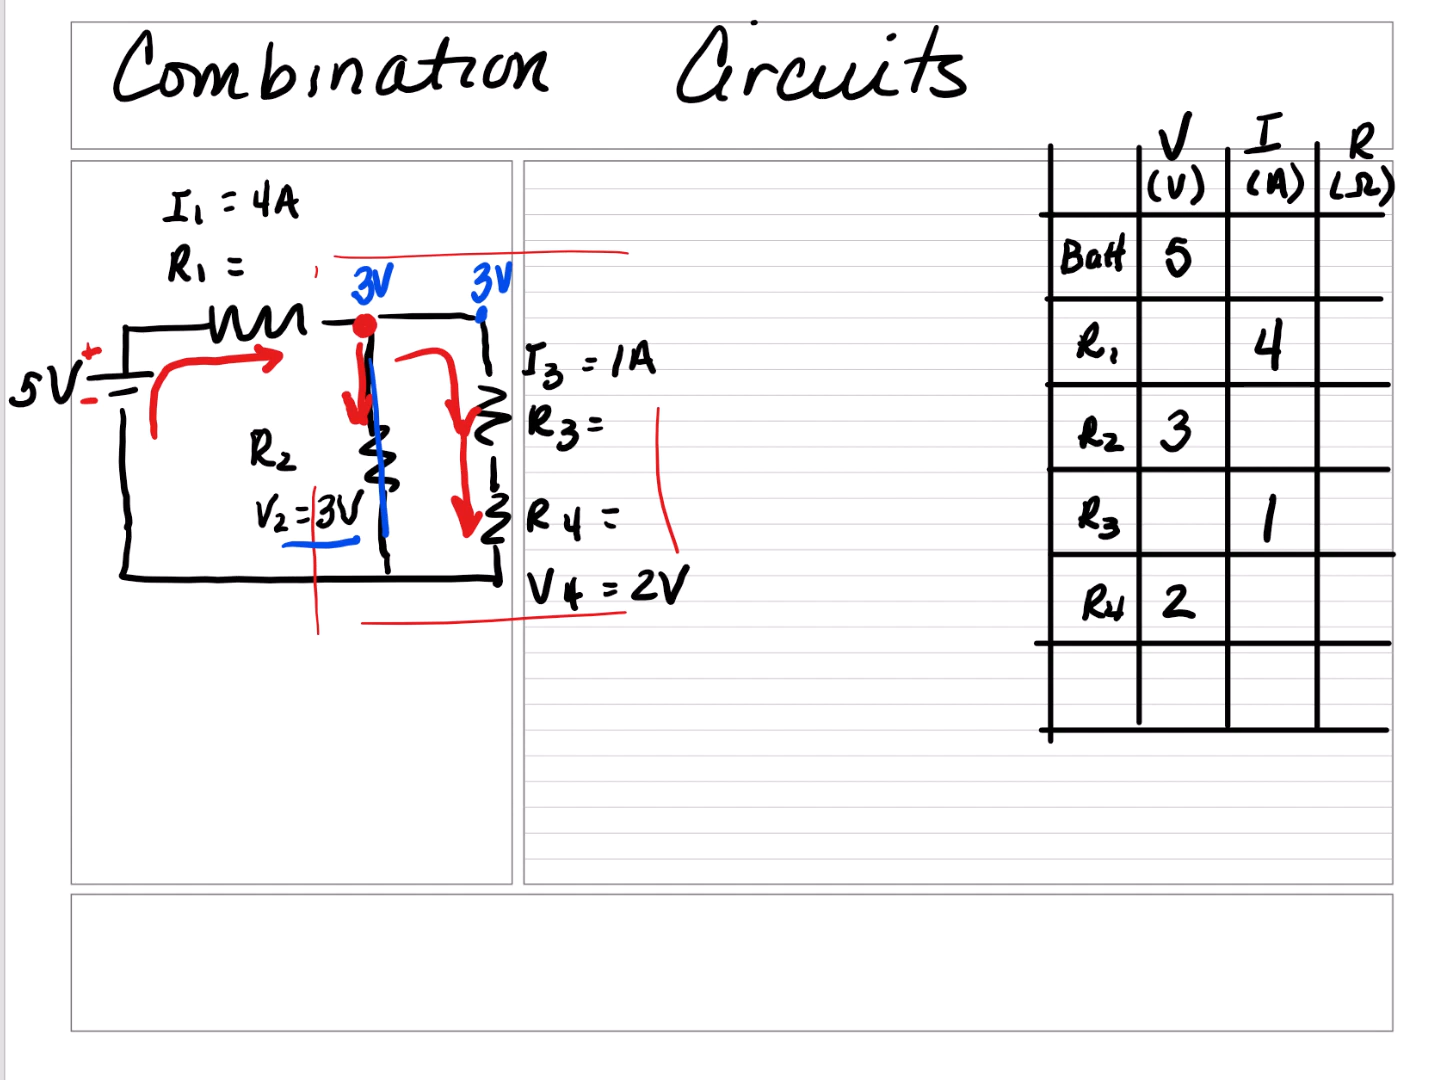 Combination Circuits
I₁ = 4A
R₁ =
3V
3V
5V
+
-
R₂
V₂ = 3V
I₃ = 1A
R₃ =
R₄ =
V₄ = 2V
V I R
(V) (A) (Ω)
Batt 5
R₁ 4
R₂ 3
R₃ 1
R₄ 2